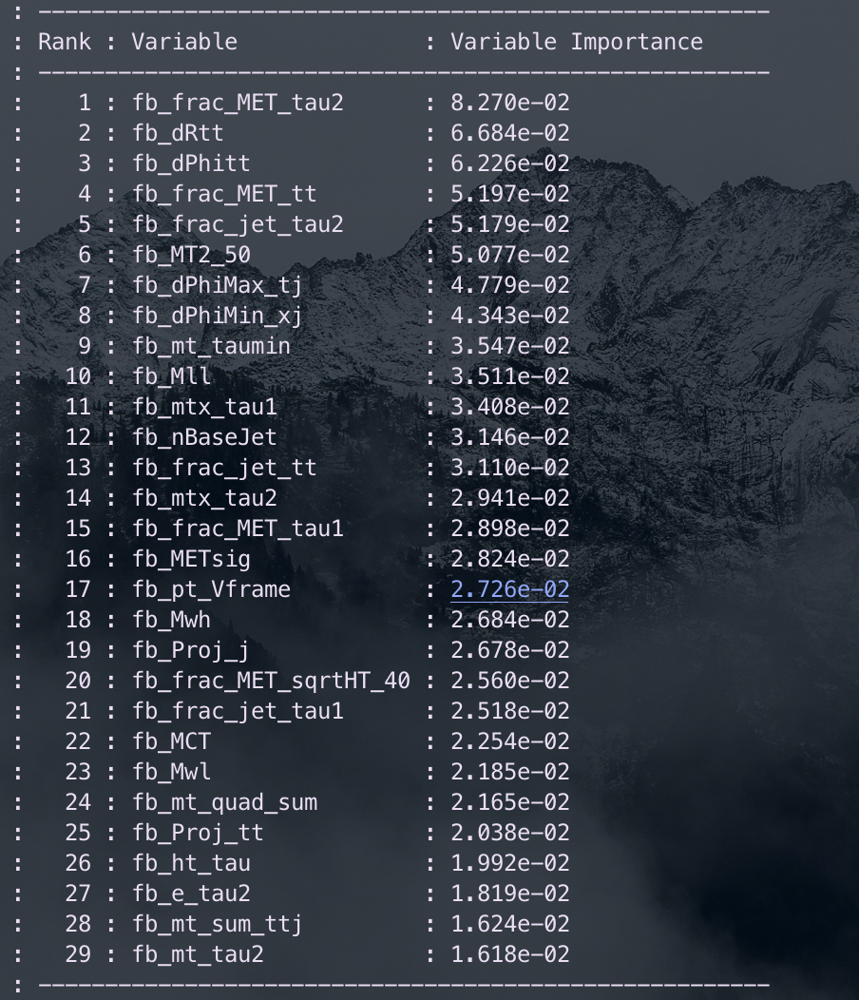 : -------------------------------------------------------
: Rank : Variable              : Variable Importance
: -------------------------------------------------------
:    1 : fb_frac_MET_tau2      : 8.270e-02
:    2 : fb_dRtt               : 6.684e-02
:    3 : fb_dPhitt             : 6.226e-02
:    4 : fb_frac_MET_tt        : 5.197e-02
:    5 : fb_frac_jet_tau2      : 5.179e-02
:    6 : fb_MT2_50             : 5.077e-02
:    7 : fb_dPhiMax_tj         : 4.779e-02
:    8 : fb_dPhiMin_xj         : 4.343e-02
:    9 : fb_mt_taumin          : 3.547e-02
:   10 : fb_Mll                : 3.511e-02
:   11 : fb_mtx_tau1           : 3.408e-02
:   12 : fb_nBaseJet           : 3.146e-02
:   13 : fb_frac_jet_tt        : 3.110e-02
:   14 : fb_mtx_tau2           : 2.941e-02
:   15 : fb_frac_MET_tau1      : 2.898e-02
:   16 : fb_METsig             : 2.824e-02
:   17 : fb_pt_Vframe          : 2.726e-02
:   18 : fb_Mwh                : 2.684e-02
:   19 : fb_Proj_j             : 2.678e-02
:   20 : fb_frac_MET_sqrtHT_40 : 2.560e-02
:   21 : fb_frac_jet_tau1      : 2.518e-02
:   22 : fb_MCT                : 2.254e-02
:   23 : fb_Mwl                : 2.185e-02
:   24 : fb_mt_quad_sum        : 2.165e-02
:   25 : fb_Proj_tt            : 2.038e-02
:   26 : fb_ht_tau             : 1.992e-02
:   27 : fb_e_tau2             : 1.819e-02
:   28 : fb_mt_sum_ttj         : 1.624e-02
:   29 : fb_mt_tau2            : 1.618e-02
: -------------------------------------------------------